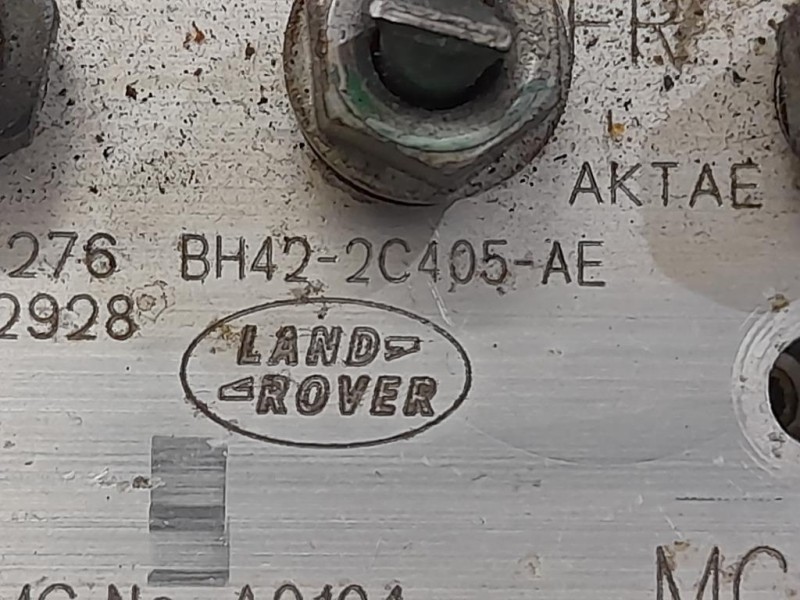 FR
AKTAE
276 BH42-2C405-AE
2928
LAND
ROVER
MC